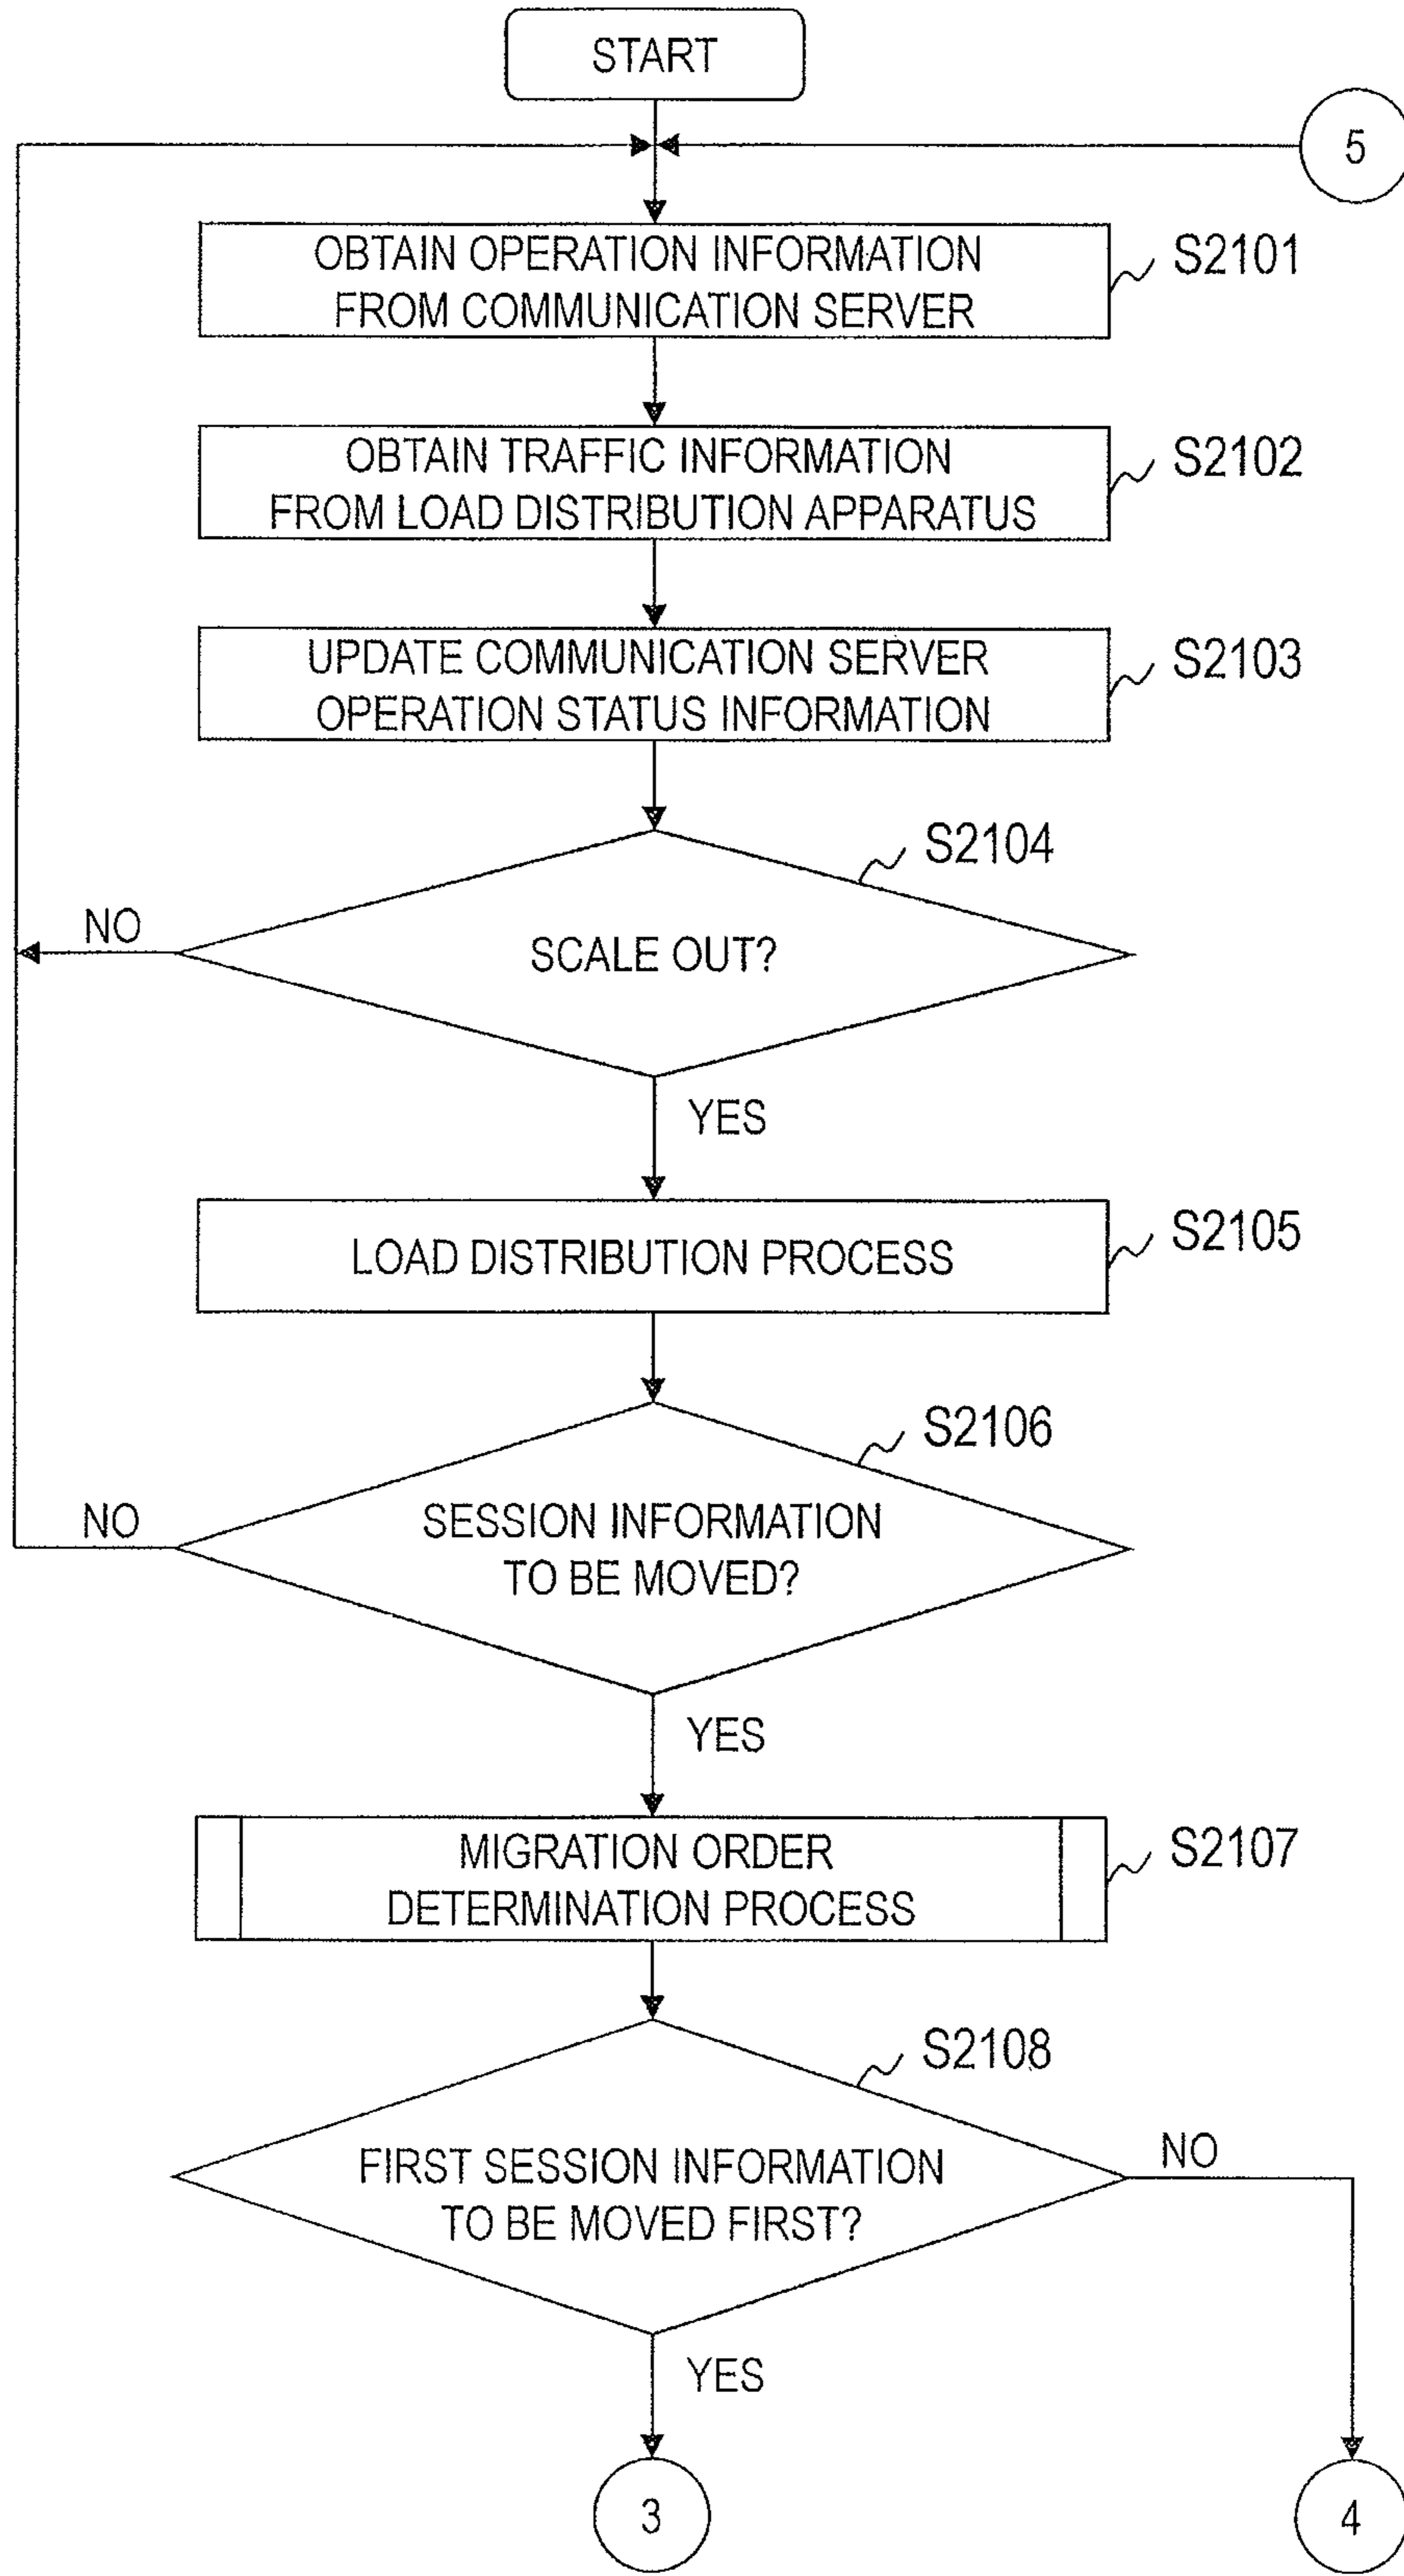 START
5
OBTAIN OPERATION INFORMATION
FROM COMMUNICATION SERVER
S2101
OBTAIN TRAFFIC INFORMATION
FROM LOAD DISTRIBUTION APPARATUS
S2102
UPDATE COMMUNICATION SERVER
OPERATION STATUS INFORMATION
S2103
S2104
NO
SCALE OUT?
YES
LOAD DISTRIBUTION PROCESS
S2105
S2106
NO
SESSION INFORMATION
TO BE MOVED?
YES
MIGRATION ORDER
DETERMINATION PROCESS
S2107
S2108
FIRST SESSION INFORMATION
TO BE MOVED FIRST?
NO
YES
3
4